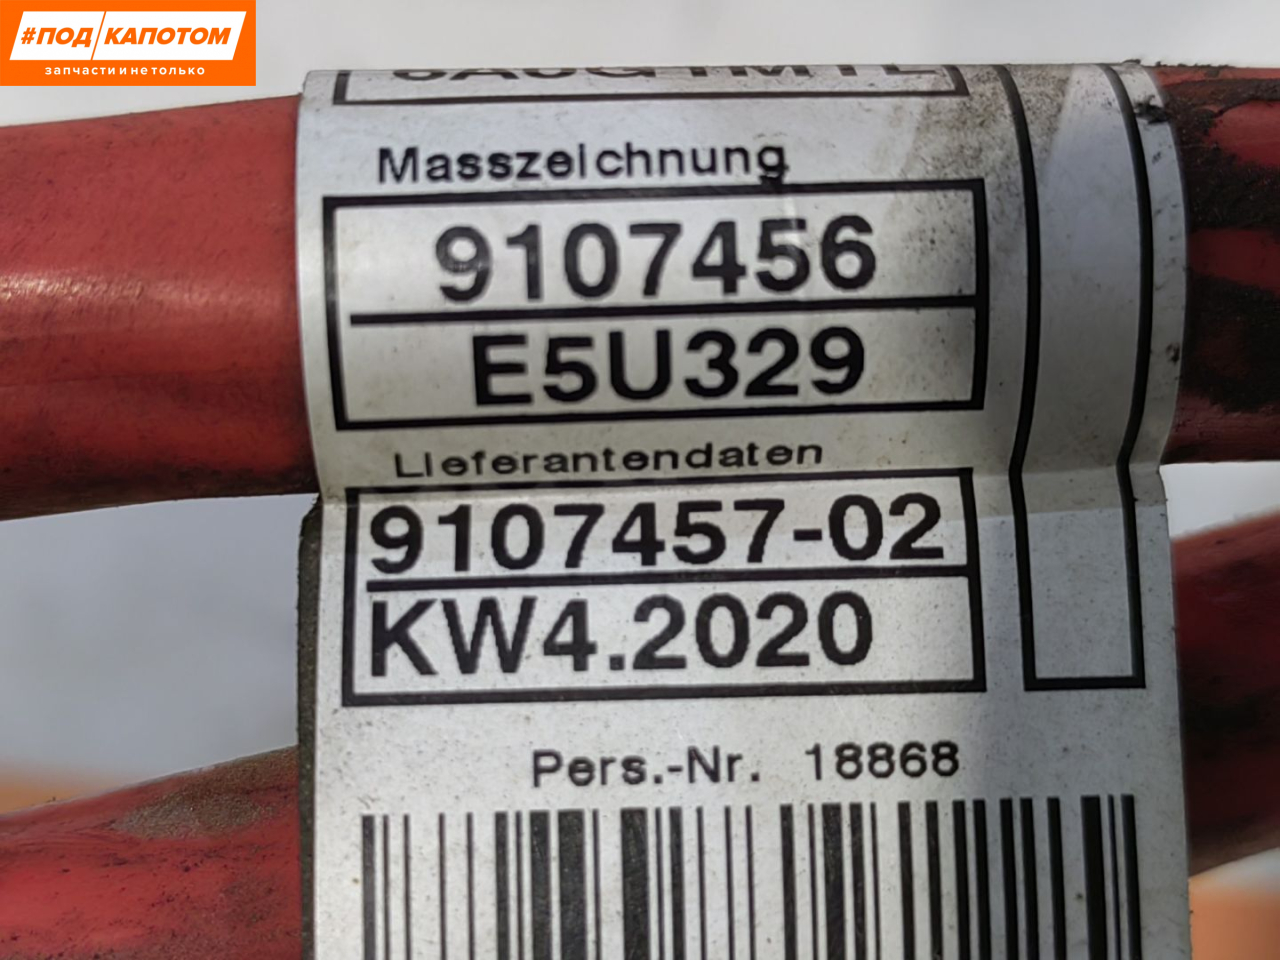 #ПОД КАПОТОМ
запчасти и не только
Masszeichnung
9107456
E5U329
Lieferantendaten
9107457-02
KW4.2020
Pers.-Nr. 18868